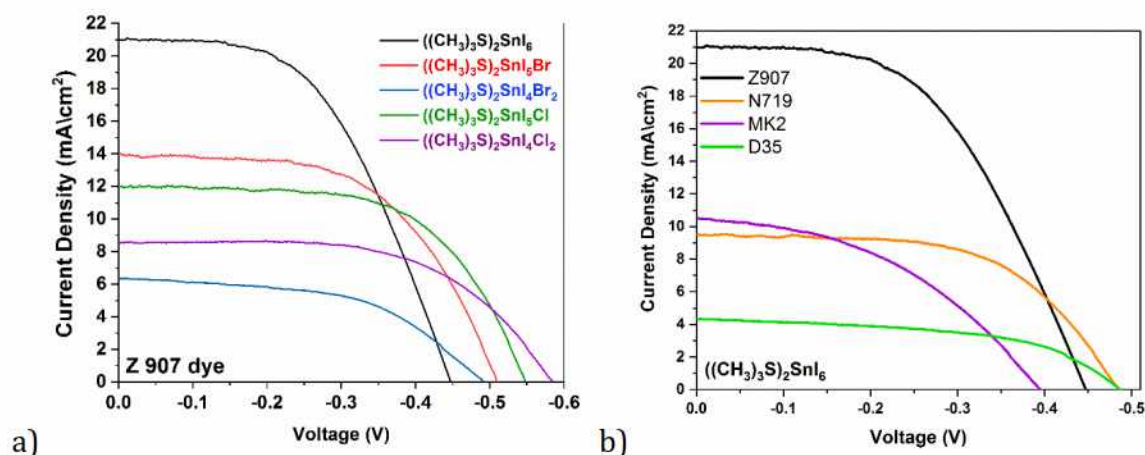 22
20
18
16
14
12
10
8
6
4
2
0
Current Density (mA\cm²)
((CH₃)₃S)₂SnI₆
((CH₃)₃S)₂SnI₅Br
((CH₃)₃S)₂SnI₄Br₂
((CH₃)₃S)₂SnI₅Cl
((CH₃)₃S)₂SnI₄Cl₂
Z 907 dye
0.0 -0.1 -0.2 -0.3 -0.4 -0.5 -0.6
Voltage (V)
a)
22
20
18
16
14
12
10
8
6
4
2
0
Current Density (mA\cm²)
Z907
N719
MK2
D35
((CH₃)₃S)₂SnI₆
0.0 -0.1 -0.2 -0.3 -0.4 -0.5
Voltage (V)
b)